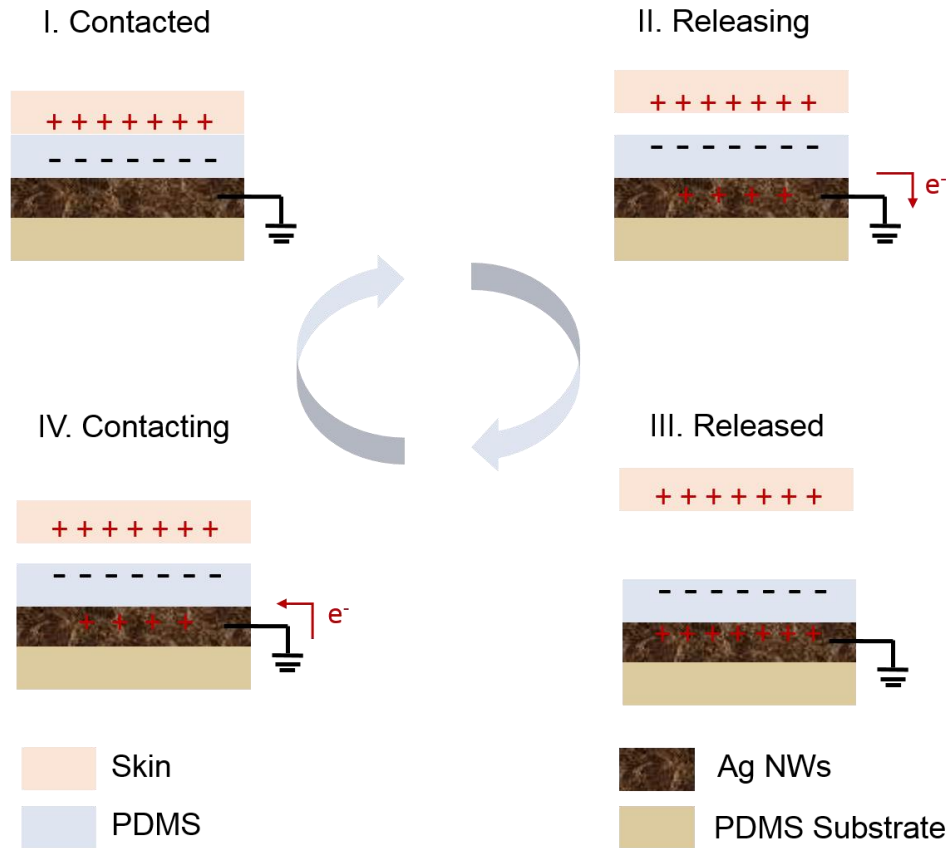 I. Contacted
II. Releasing
+ + + + + + +
- - - - - - -
+ + + + + + +
- - - - - - -
+ + + +
e-
IV. Contacting
III. Released
+ + + + + + +
- - - - - - -
+ + + +
e-
+ + + + + + +
- - - - - - -
+ + + + + + +
Skin
PDMS
Ag NWs
PDMS Substrate